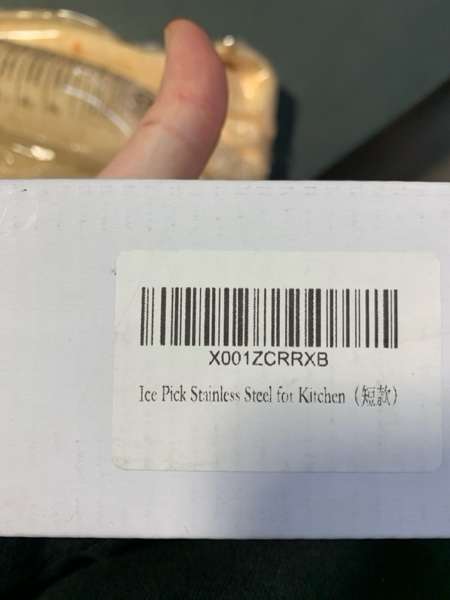 X001ZCRRXB
Ice Pick Stainless Steel for Kitchen（短款）